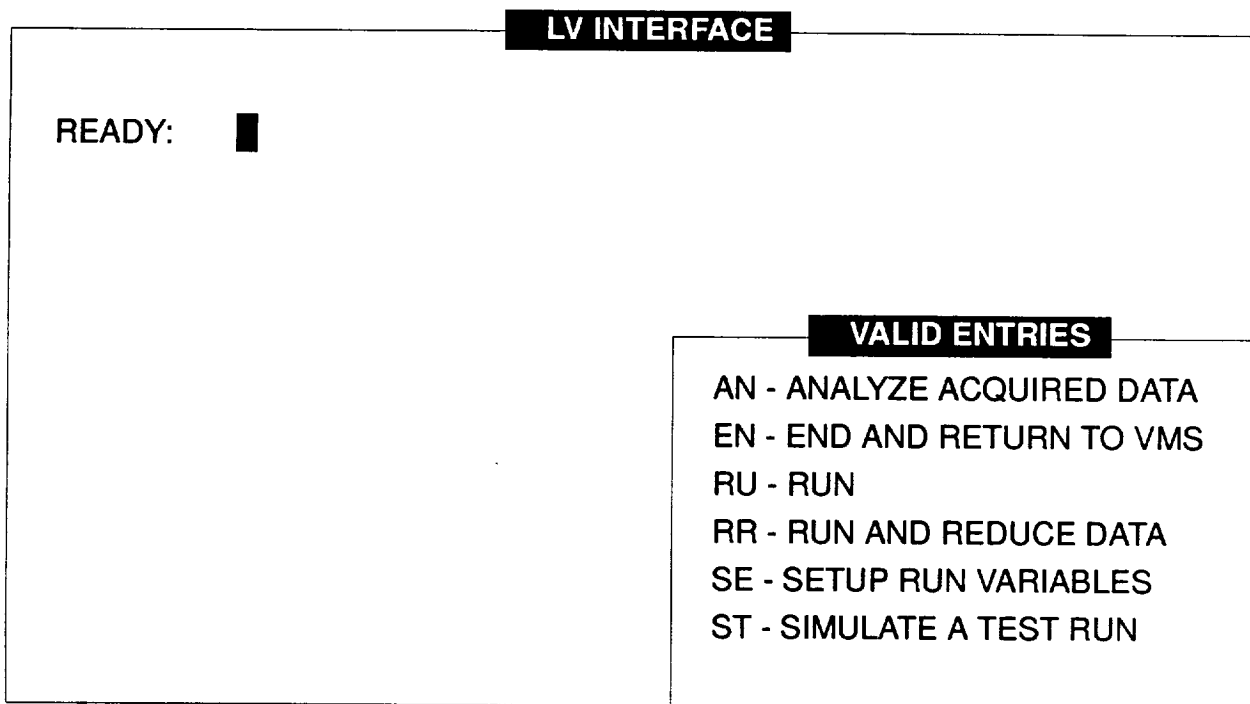 LV INTERFACE
READY:
VALID ENTRIES
AN - ANALYZE ACQUIRED DATA
EN - END AND RETURN TO VMS
RU - RUN
RR - RUN AND REDUCE DATA
SE - SETUP RUN VARIABLES
ST - SIMULATE A TEST RUN